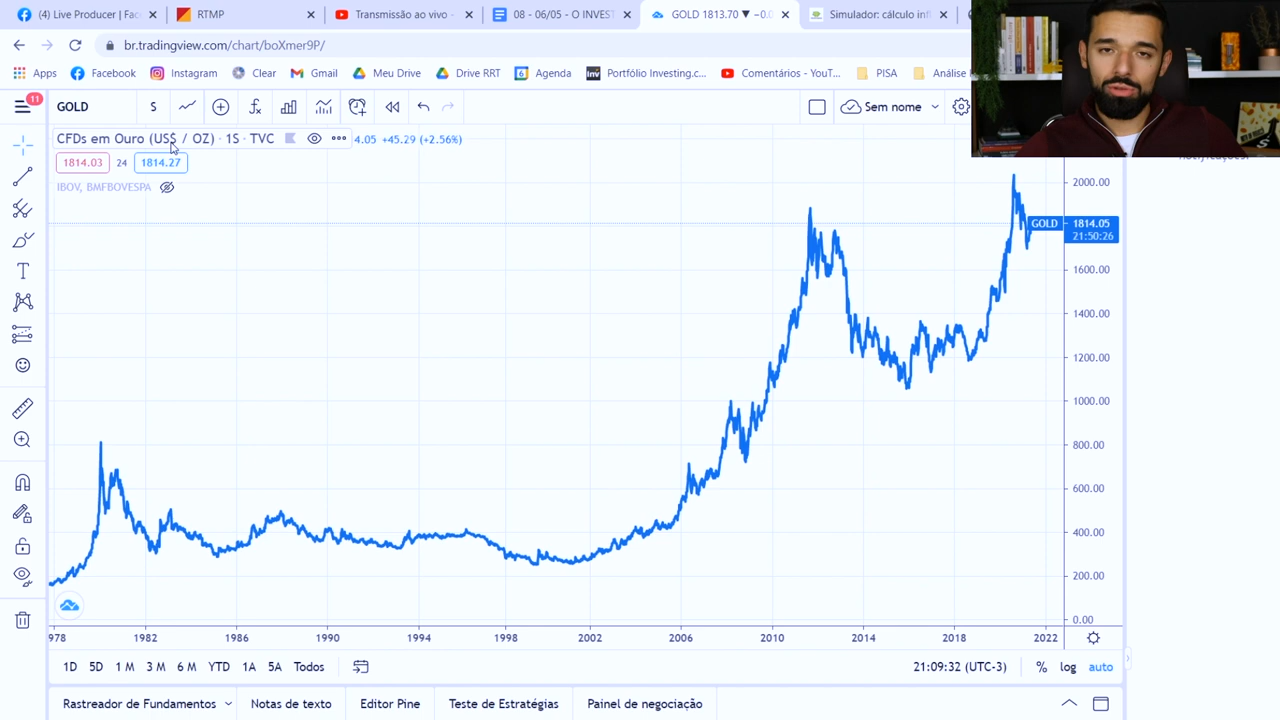 (4) Live Producer | Fac
RTMP
Transmissão ao vivo -
08 - 06/05 - O INVEST
GOLD 1813.70 ▼ −0.0
Simulador: cálculo infl
br.tradingview.com/chart/boXmer9P/
Apps
Facebook
Instagram
Clear
Gmail
Meu Drive
Drive RRT
Agenda
Inv
Portfólio Investing.c...
Comentários - YouT...
PISA
Análise
11
GOLD
S
Sem nome
CFDs em Ouro (US$ / OZ) · 1S · TVC
4.05 +45.29 (+2.56%)
1814.03
24
1814.27
IBOV, BMFBOVESPA
2000.00
GOLD
1814.05
21:50:26
1600.00
1400.00
1200.00
1000.00
800.00
600.00
400.00
200.00
0.00
978
1982
1986
1990
1994
1998
2002
2006
2010
2014
2018
2022
1D
5D
1 M
3 M
6 M
YTD
1A
5A
Todos
21:09:32 (UTC-3)
%
log
auto
Rastreador de Fundamentos
Notas de texto
Editor Pine
Teste de Estratégias
Painel de negociação